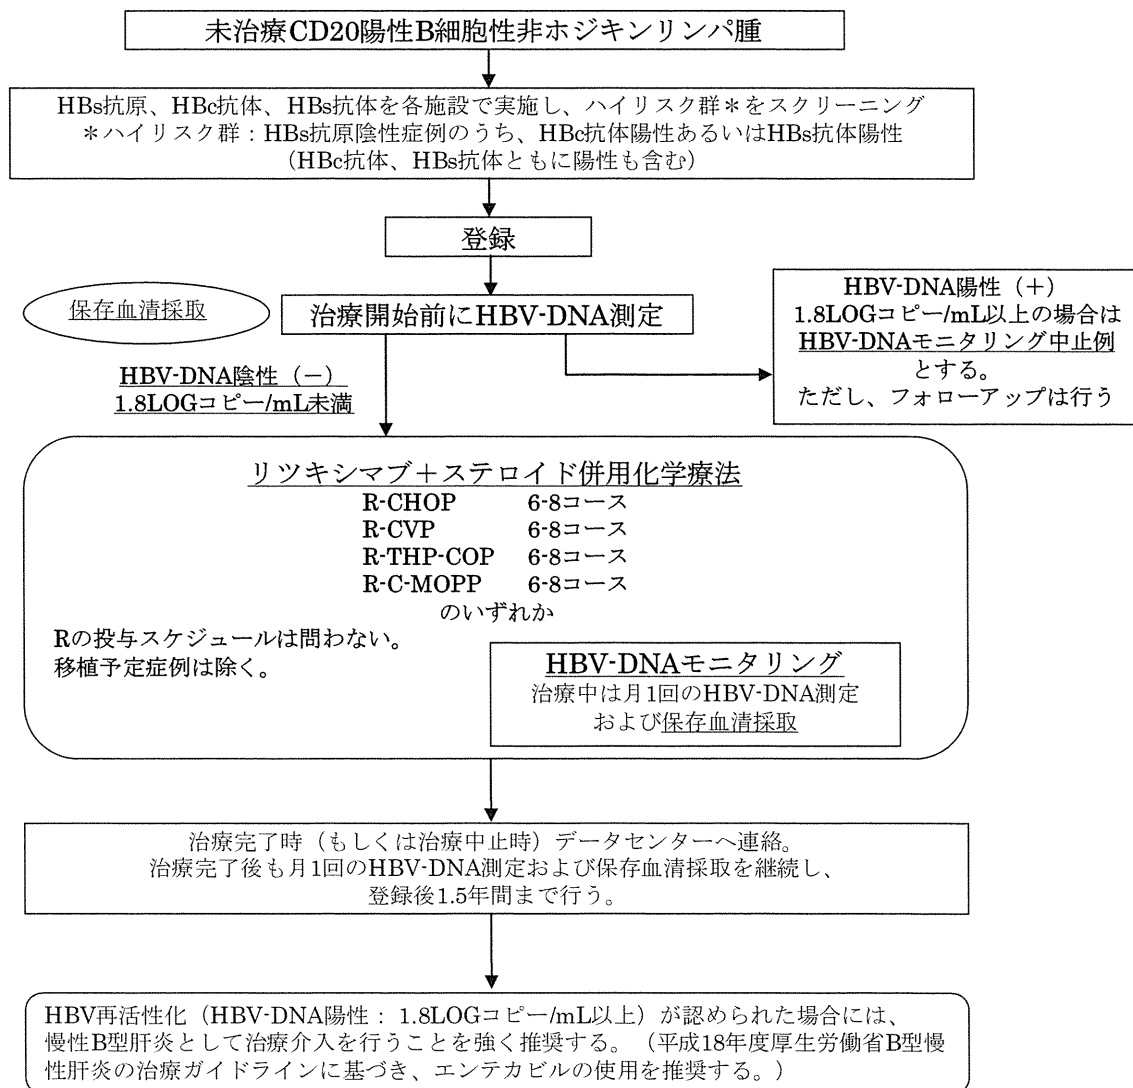 未治療CD20陽性B細胞性非ホジキンリンパ腫
HBs抗原、HBc抗体、HBs抗体を各施設で実施し、ハイリスク群＊をスクリーニング
＊ハイリスク群：HBs抗原陰性症例のうち、HBc抗体陽性あるいはHBs抗体陽性
（HBc抗体、HBs抗体ともに陽性も含む）
登録
保存血清採取
治療開始前にHBV-DNA測定
HBV-DNA陽性（＋）
1.8LOGコピー/mL以上の場合は
HBV-DNAモニタリング中止例
とする。
ただし、フォローアップは行う
HBV-DNA陰性（－）
1.8LOGコピー/mL未満
リツキシマブ＋ステロイド併用化学療法
R-CHOP 6-8コース
R-CVP 6-8コース
R-THP-COP 6-8コース
R-C-MOPP 6-8コース
のいずれか
Rの投与スケジュールは問わない。
移植予定症例は除く。
HBV-DNAモニタリング
治療中は月1回のHBV-DNA測定
および保存血清採取
治療完了時（もしくは治療中止時）データセンターへ連絡。
治療完了後も月1回のHBV-DNA測定および保存血清採取を継続し、
登録後1.5年間まで行う。
HBV再活性化（HBV-DNA陽性： 1.8LOGコピー/mL以上）が認められた場合には、
慢性B型肝炎として治療介入を行うことを強く推奨する。（平成18年度厚生労働省B型慢
性肝炎の治療ガイドラインに基づき、エンテカビルの使用を推奨する。）